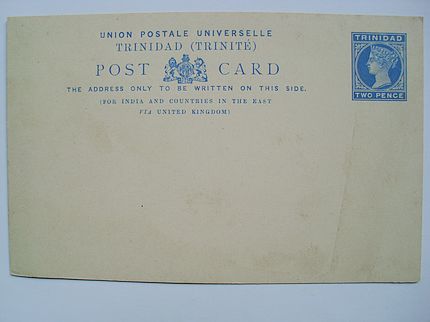 UNION POSTALE UNIVERSELLE
TRINIDAD (TRINITÉ)
POST CARD
THE ADDRESS ONLY TO BE WRITTEN ON THIS SIDE.
(FOR INDIA AND COUNTRIES IN THE EAST
VIA UNITED KINGDOM)
TRINIDAD
TWO PENCE